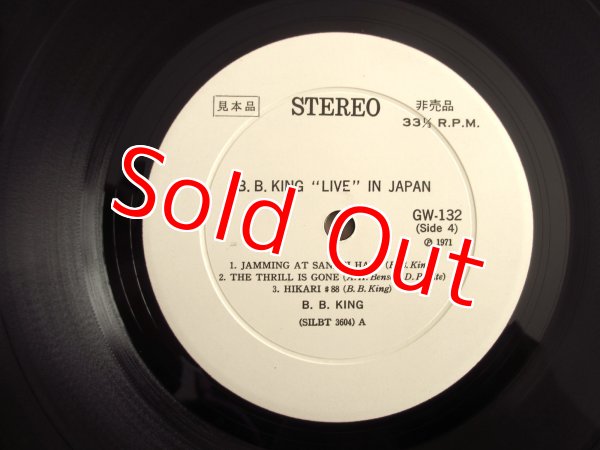 見本品 STEREO 非売品
33⅓ R.P.M.
B. B. KING "LIVE" IN JAPAN
GW-132
(Side 4)
Ⓟ 1971
1. JAMMING AT
2. THE THRILL IS GONE
3. HIKARI #88 (B. B. King)
B. B. KING
(SILBT 3604) A
Sold Out